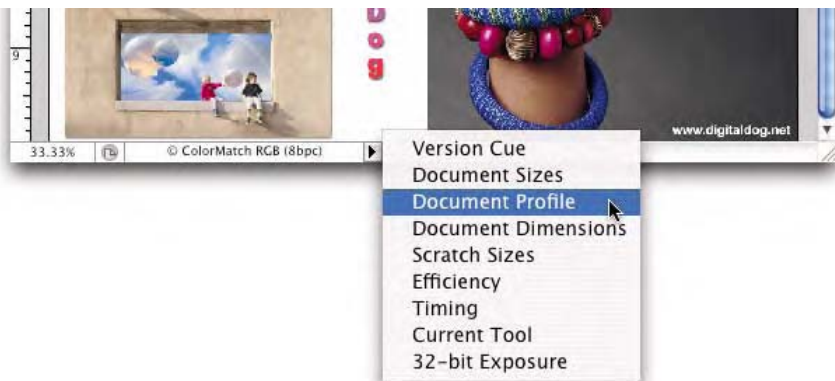 D
o
g
9
www.digitaldog.net
33.33% © ColorMatch RGB (8bpc)
Version Cue
Document Sizes
Document Profile
Document Dimensions
Scratch Sizes
Efficiency
Timing
Current Tool
32-bit Exposure